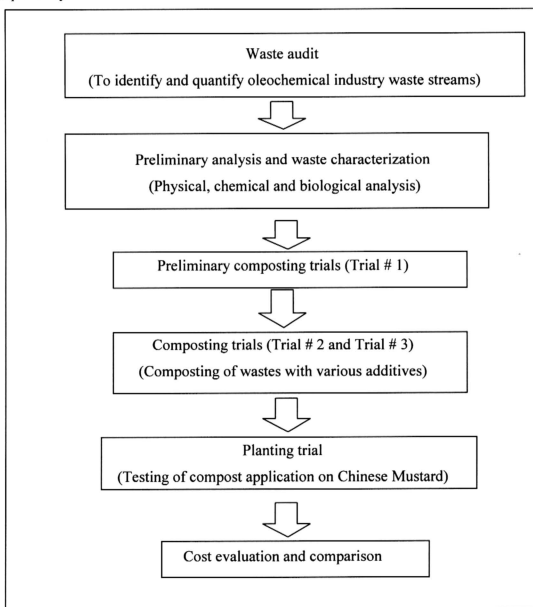 Waste audit
(To identify and quantify oleochemical industry waste streams)
Preliminary analysis and waste characterization
(Physical, chemical and biological analysis)
Preliminary composting trials (Trial # 1)
Composting trials (Trial # 2 and Trial # 3)
(Composting of wastes with various additives)
Planting trial
(Testing of compost application on Chinese Mustard)
Cost evaluation and comparison